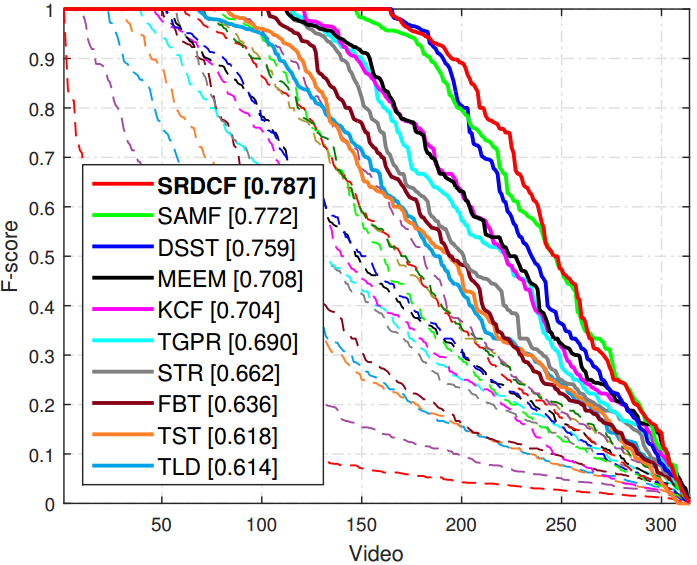 1
0.9
0.8
0.7
0.6
0.5
0.4
0.3
0.2
0.1
0
F-score
SRDCF [0.787]
SAMF [0.772]
DSST [0.759]
MEEM [0.708]
KCF [0.704]
TGPR [0.690]
STR [0.662]
FBT [0.636]
TST [0.618]
TLD [0.614]
50 100 150 200 250 300
Video